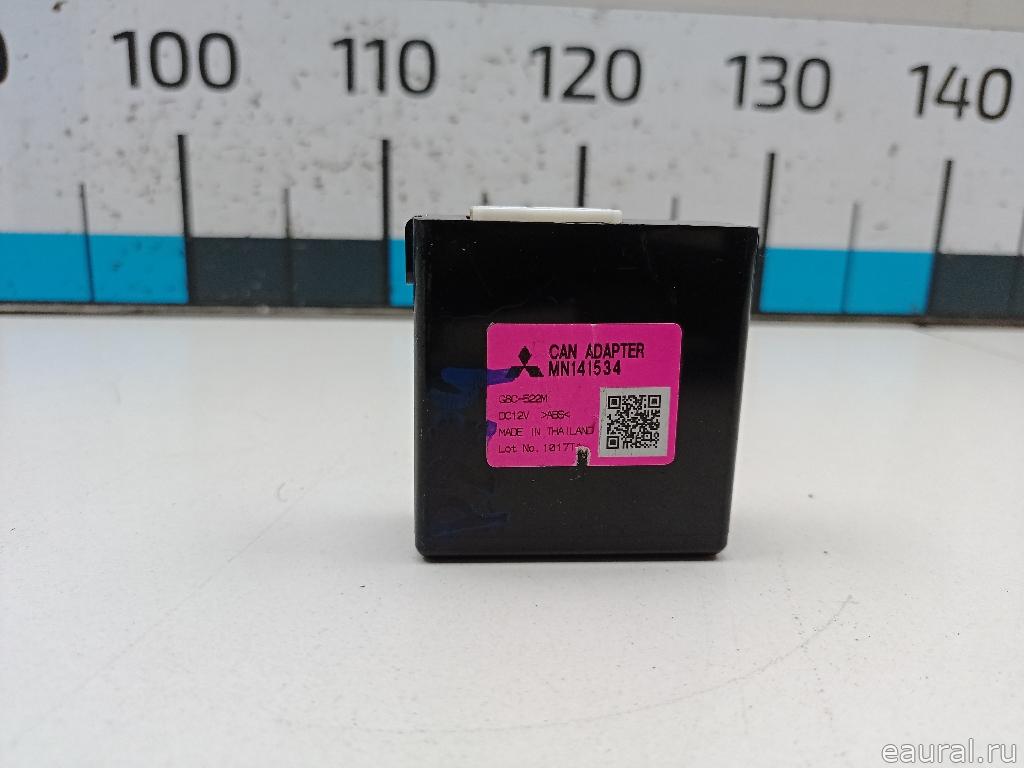 100 110 120 130 140
CAN ADAPTER
MN141534
G8C-522M
DC12V >ABS<
MADE IN THAILAND
Lot No. 1017T
eaural.ru